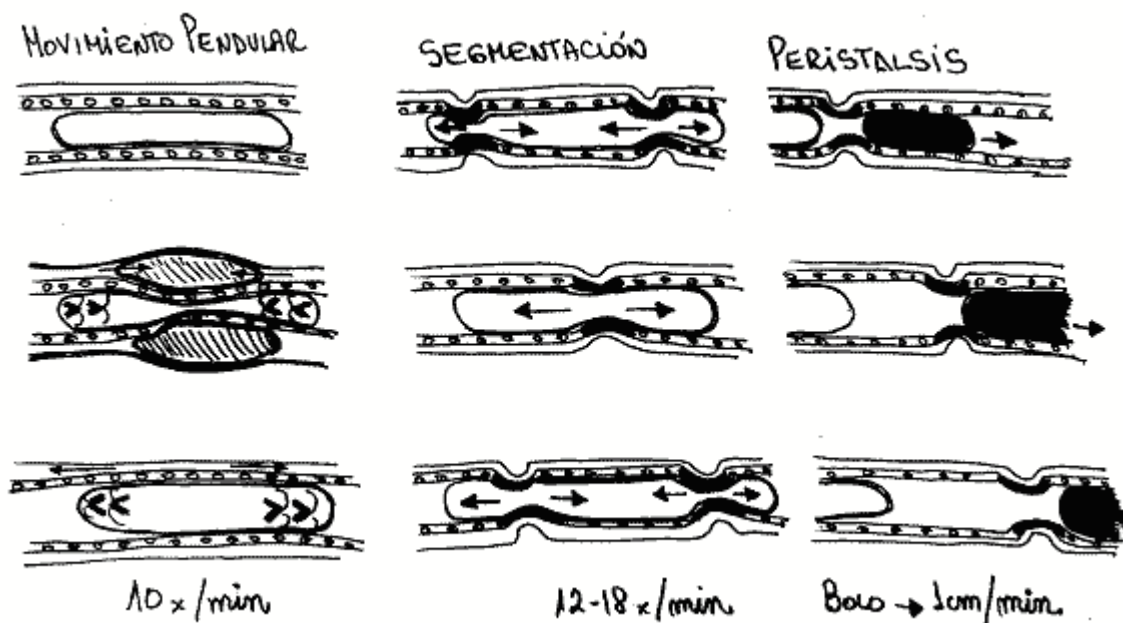 MOVIMIENTO PENDULAR
SEGMENTACIÓN
PERISTALSIS
10 x/min
12-18 x/min
Bolo → 1cm/min.